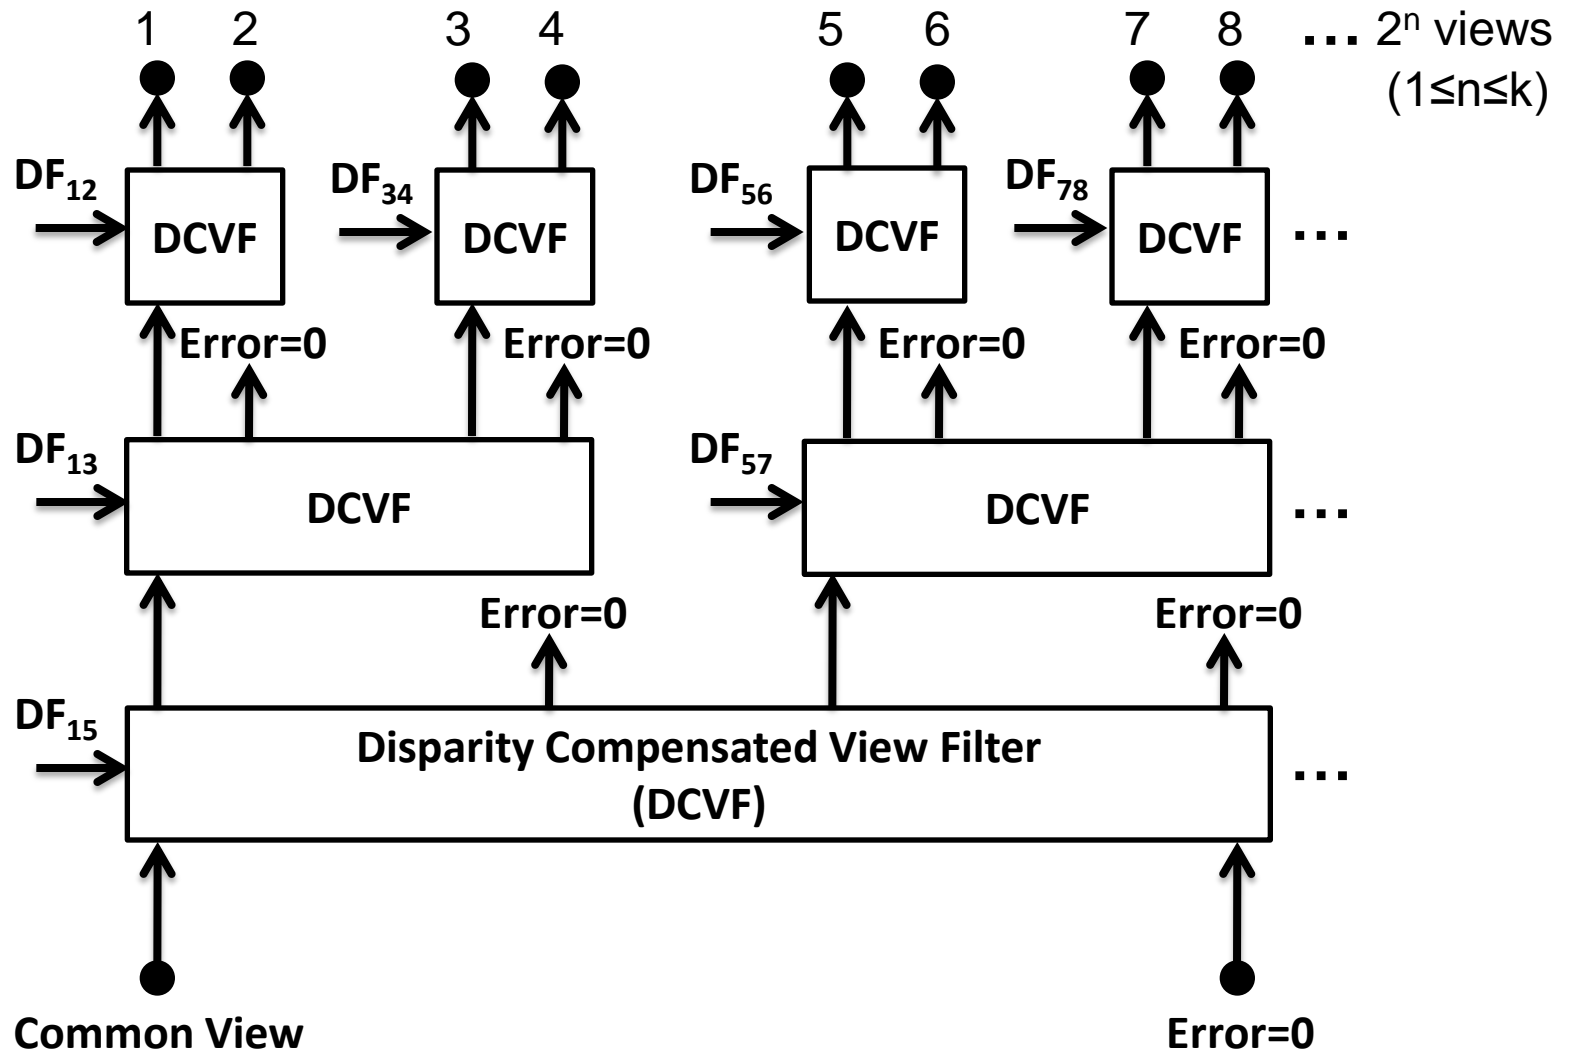 1 2 3 4 5 6 7 8 ... 2ⁿ views
(1≤n≤k)
DF₁₂ DF₃₄ DF₅₆ DF₇₈
DCVF DCVF DCVF DCVF ...
Error=0 Error=0 Error=0 Error=0
DF₁₃ DF₅₇
DCVF DCVF ...
Error=0 Error=0
DF₁₅
Disparity Compensated View Filter
(DCVF)
...
Common View Error=0